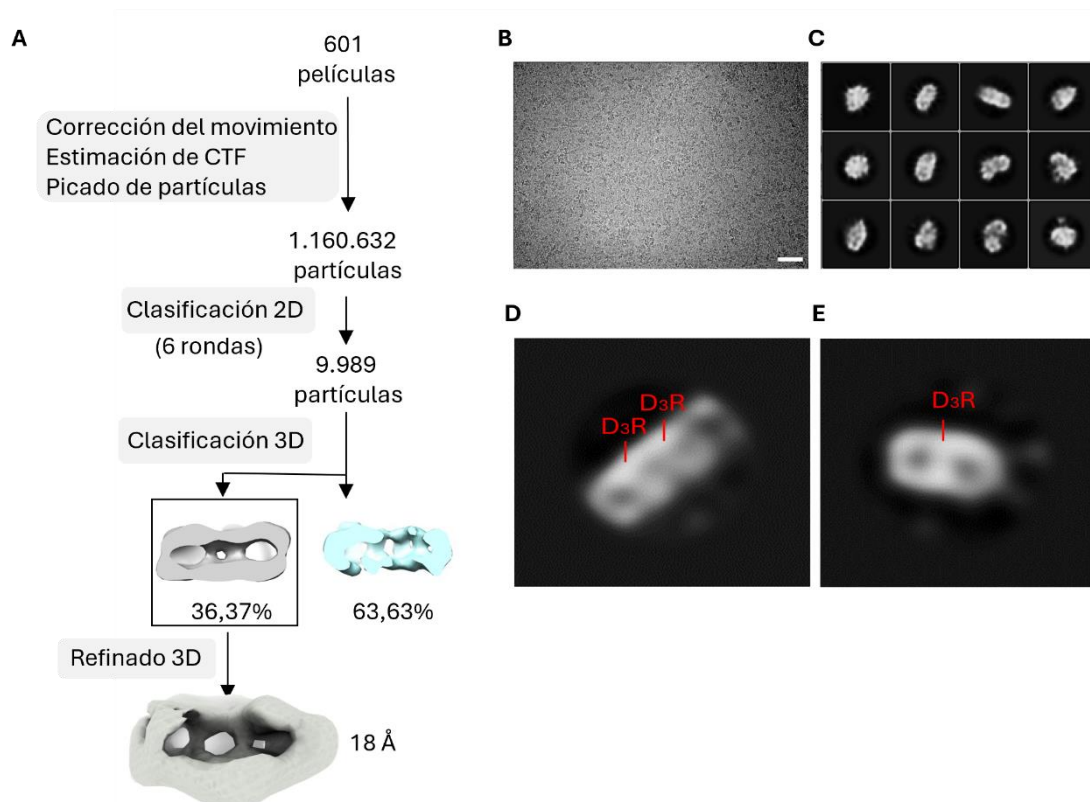 A
601
películas
Corrección del movimiento
Estimación de CTF
Picado de partículas
1.160.632
partículas
Clasificación 2D
(6 rondas)
9.989
partículas
Clasificación 3D
36,37%
63,63%
Refinado 3D
18 Å
B
C
D
D₃R
D₃R
E
D₃R